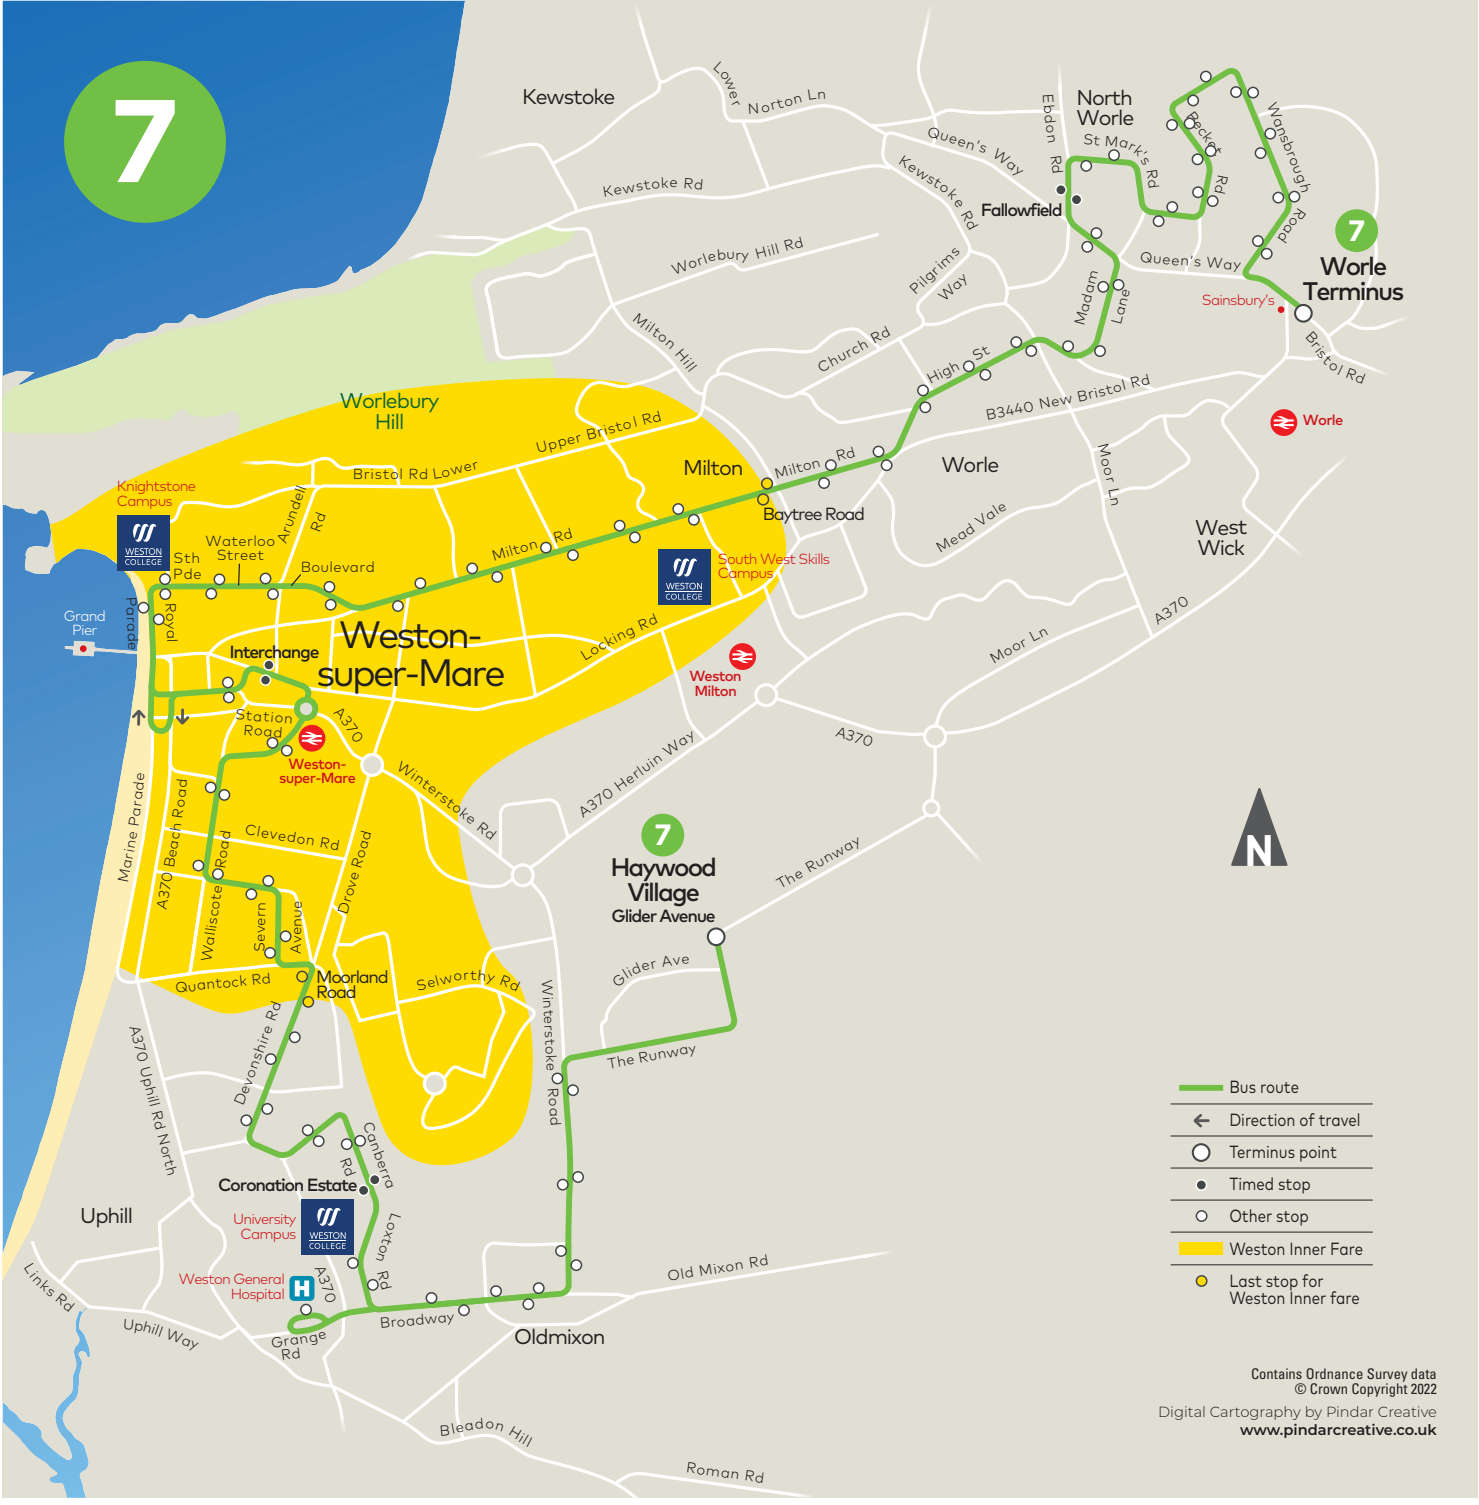 7
Kewstoke
Lower
Norton Ln
Ebdon Rd
North
Worle
St Mark's Rd
Becket
Rd
Wansbrough
Road
Queen's Way
Kewstoke Rd
Kewstoke Rd
Fallowfield
7
Worle
Terminus
Worlebury Hill Rd
Pilgrims
Way
Queen's Way
Madam
Lane
Sainsbury's
Bristol Rd
Milton Hill
Church Rd
High St
B3440 New Bristol Rd
Worlebury
Hill
Upper Bristol Rd
Worle
Bristol Rd Lower
Milton
Milton Rd
Worle
Moor Ln
Knightstone
Campus
WESTON
COLLEGE
Arundell
Rd
Baytree Road
Mead Vale
West
Wick
Waterloo
Street
Sth
Pde
Boulevard
Milton Rd
WESTON
COLLEGE
South West Skills
Campus
Royal
Parade
Grand
Pier
Locking Rd
Moor Ln
A370
Interchange
Weston-
super-Mare
Weston
Milton
Station
Road
A370
A370
Weston-
super-Mare
Winterstoke Rd
A370 Herluin Way
Marine Parade
A370 Beach Road
Clevedon Rd
Drove Road
7
Haywood
Village
Glider Avenue
The Runway
N
Walliscote Road
Severn
Avenue
Quantock Rd
Moorland
Road
Selworthy Rd
Glider Ave
Winterstoke Road
The Runway
Devonshire Rd
A370 Uphill Rd North
Canberra
Rd
Coronation Estate
Uphill
University
Campus
WESTON
COLLEGE
Loxton Rd
Weston General
Hospital
H
A370
Links Rd
Uphill Way
Grange
Rd
Broadway
Old Mixon Rd
Oldmixon
Bleadon Hill
Roman Rd
Bus route
Direction of travel
Terminus point
Timed stop
Other stop
Weston Inner Fare
Last stop for
Weston Inner fare
Contains Ordnance Survey data
© Crown Copyright 2022
Digital Cartography by Pindar Creative
www.pindarcreative.co.uk